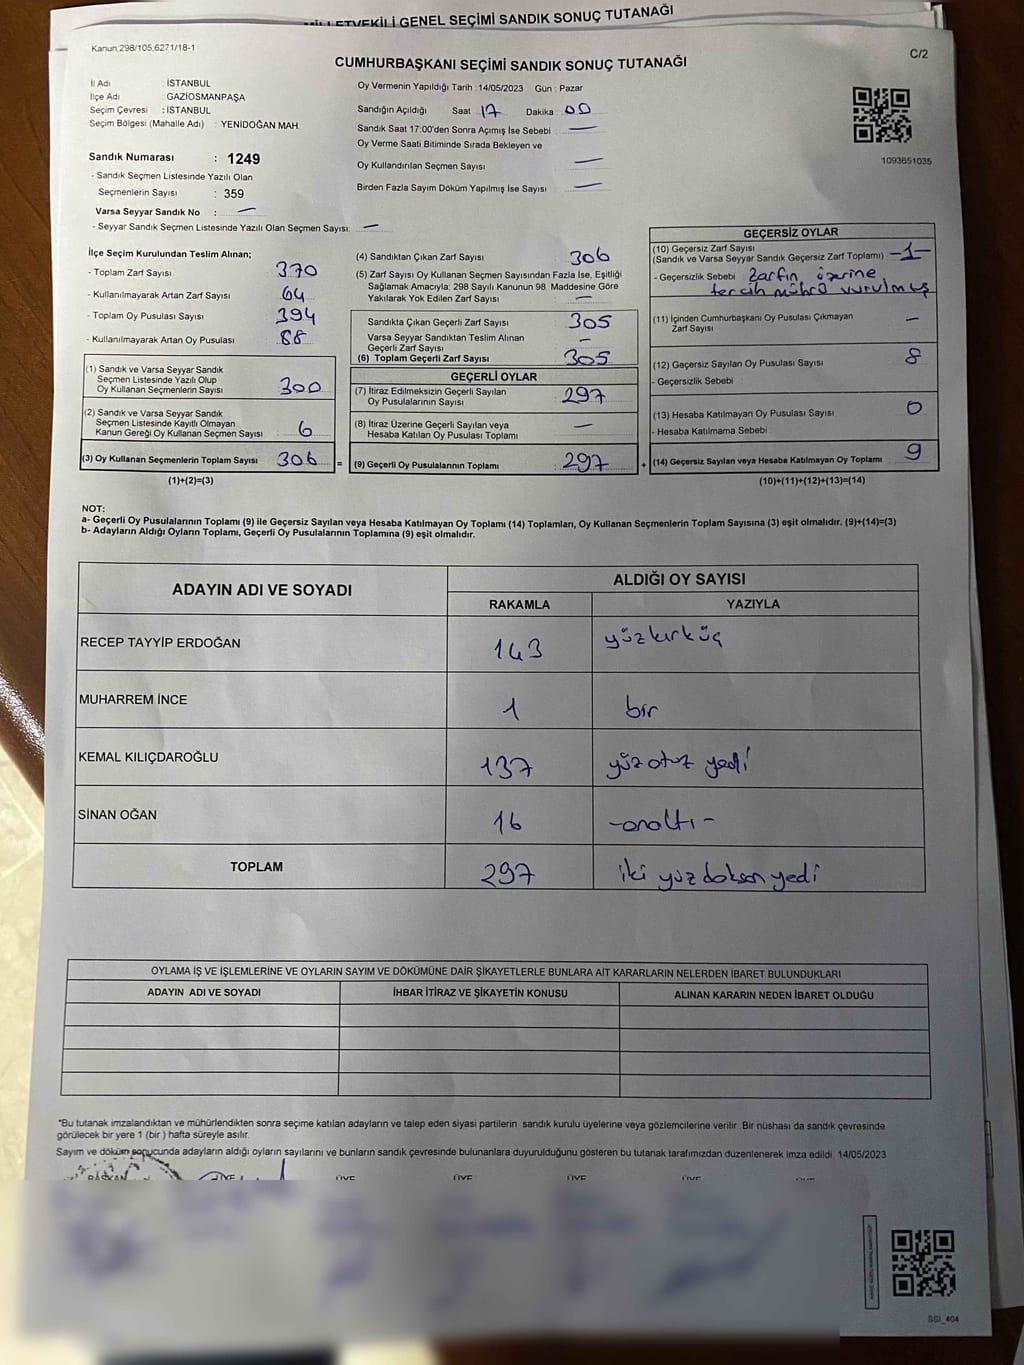 MİLLETVEKİLİ GENEL SEÇİMİ SANDIK SONUÇ TUTANAĞI
Kanun 298/105,6271/18-1
CUMHURBAŞKANI SEÇİMİ SANDIK SONUÇ TUTANAĞI
C/2
İl Adı : İSTANBUL
İlçe Adı : GAZİOSMANPAŞA
Seçim Çevresi : İSTANBUL
Seçim Bölgesi (Mahalle Adı) : YENİDOĞAN MAH.
Sandık Numarası : 1249
- Sandık Seçmen Listesinde Yazılı Olan
Seçmenlerin Sayısı : 359
Varsa Seyyar Sandık No : —
- Seyyar Sandık Seçmen Listesinde Yazılı Olan Seçmen Sayısı: —
Oy Vermenin Yapıldığı Tarih : 14/05/2023 Gün : Pazar
Sandığın Açıldığı Saat 17 Dakika : 00
Sandık Saat 17:00'den Sonra Açımış İse Sebebi —
Oy Verme Saati Bitiminde Sırada Bekleyen ve
Oy Kullandırılan Seçmen Sayısı —
Birden Fazla Sayım Döküm Yapılmış İse Sayısı —
1093651035
İlçe Seçim Kurulundan Teslim Alınan;
- Toplam Zarf Sayısı 370
- Kullanılmayarak Artan Zarf Sayısı 64
- Toplam Oy Pusulası Sayısı 394
- Kullanılmayarak Artan Oy Pusulası 88
(1) Sandık ve Varsa Seyyar Sandık
Seçmen Listesinde Yazılı Olup
Oy Kullanan Seçmenlerin Sayısı 300
(2) Sandık ve Varsa Seyyar Sandık
Seçmen Listesinde Kayıtlı Olmayan
Kanun Gereği Oy Kullanan Seçmen Sayısı 6
(3) Oy Kullanan Seçmenlerin Toplam Sayısı 306
(1)+(2)=(3)
=
(4) Sandıktan Çıkan Zarf Sayısı 306
(5) Zarf Sayısı Oy Kullanan Seçmen Sayısından Fazla İse, Eşitliği
Sağlamak Amacıyla; 298 Sayılı Kanunun 98. Maddesine Göre
Yakılarak Yok Edilen Zarf Sayısı —
Sandıkta Çıkan Geçerli Zarf Sayısı 305
Varsa Seyyar Sandıktan Teslim Alınan
Geçerli Zarf Sayısı —
(6) Toplam Geçerli Zarf Sayısı 305
GEÇERLİ OYLAR
(7) İtiraz Edilmeksizin Geçerli Sayılan
Oy Pusulalarının Sayısı 297
(8) İtiraz Üzerine Geçerli Sayılan veya
Hesaba Katılan Oy Pusulası Toplamı —
(9) Geçerli Oy Pusulalarının Toplamı 297
+
GEÇERSİZ OYLAR
(10) Geçersiz Zarf Sayısı
(Sandık ve Varsa Seyyar Sandık Geçersiz Zarf Toplamı) -1-
- Geçersizlik Sebebi Zarfın üzerine
tercih mührü vurulmuş
(11) İçinden Cumhurbaşkanı Oy Pusulası Çıkmayan
Zarf Sayısı —
(12) Geçersiz Sayılan Oy Pusulası Sayısı 8
- Geçersizlik Sebebi
(13) Hesaba Katılmayan Oy Pusulası Sayısı 0
- Hesaba Katılmama Sebebi
(14) Geçersiz Sayılan veya Hesaba Katılmayan Oy Toplamı 9
(10)+(11)+(12)+(13)=(14)
NOT:
a- Geçerli Oy Pusulalarının Toplamı (9) ile Geçersiz Sayılan veya Hesaba Katılmayan Oy Toplamı (14) Toplamları, Oy Kullanan Seçmenlerin Toplam Sayısına (3) eşit olmalıdır. (9)+(14)=(3)
b- Adayların Aldığı Oyların Toplamı, Geçerli Oy Pusulalarının Toplamına (9) eşit olmalıdır.
ADAYIN ADI VE SOYADI
ALDIĞI OY SAYISI
RAKAMLA YAZIYLA
RECEP TAYYİP ERDOĞAN 143 yüzkırküç
MUHARREM İNCE 1 bir
KEMAL KILIÇDAROĞLU 137 yüz otuz yedi
SİNAN OĞAN 16 -onaltı-
TOPLAM 297 iki yüz doksan yedi
OYLAMA İŞ VE İŞLEMLERİNE VE OYLARIN SAYIM VE DÖKÜMÜNE DAİR ŞİKAYETLERLE BUNLARA AİT KARARLARIN NELERDEN İBARET BULUNDUKLARI
ADAYIN ADI VE SOYADI İHBAR İTİRAZ VE ŞİKAYETİN KONUSU ALINAN KARARIN NEDEN İBARET OLDUĞU
*Bu tutanak imzalandıktan ve mühürlendikten sonra seçime katılan adayların ve talep eden siyasi partilerin sandık kurulu üyelerine veya gözlemcilerine verilir. Bir nüshası da sandık çevresinde
görülecek bir yere 1 (bir ) hafta süreyle asılır.
Sayım ve döküm sonucunda adayların aldığı oyların sayılarını ve bunların sandık çevresinde bulunanlara duyurulduğunu gösteren bu tutanak tarafımızdan düzenlenerek imza edildi. 14/05/2023
BAŞKAN ÜYE ÜYE ÜYE ÜYE ÜYE
SSI_404